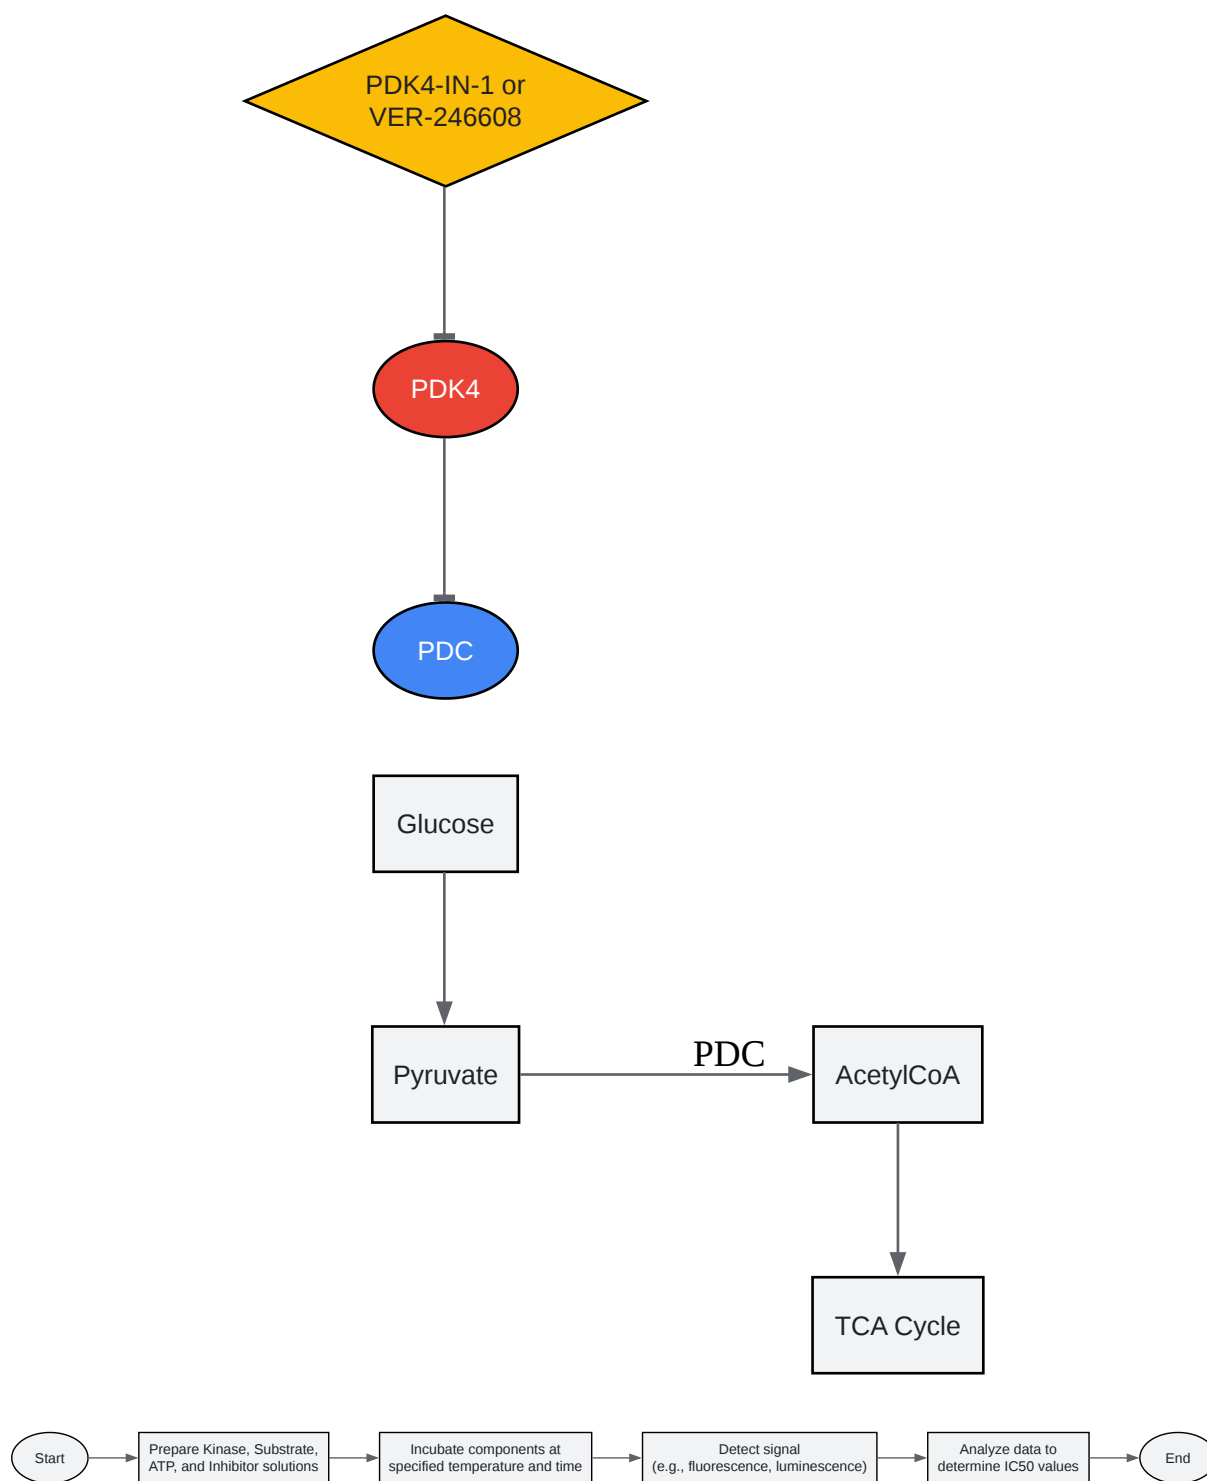 PDK4-IN-1 or
VER-246608
PDK4
PDC
Glucose
Pyruvate
PDC
AcetylCoA
TCA Cycle
Start
Prepare Kinase, Substrate,
ATP, and Inhibitor solutions
Incubate components at
specified temperature and time
Detect signal
(e.g., fluorescence, luminescence)
Analyze data to
determine IC50 values
End